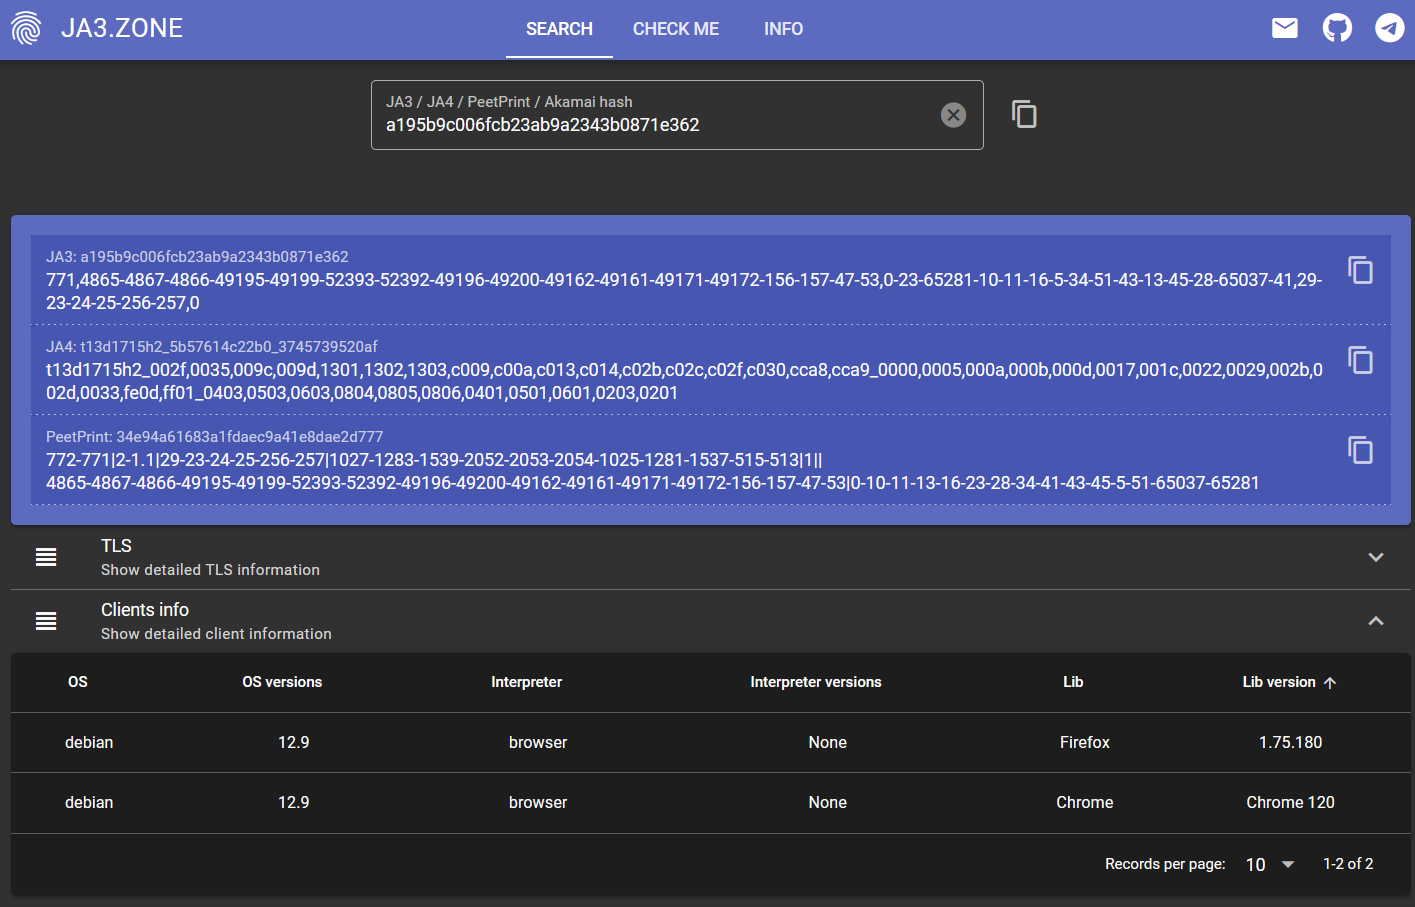 JA3.ZONE
SEARCH CHECK ME INFO
JA3 / JA4 / PeetPrint / Akamai hash
a195b9c006fcb23ab9a2343b0871e362
JA3: a195b9c006fcb23ab9a2343b0871e362
771,4865-4867-4866-49195-49199-52393-52392-49196-49200-49162-49161-49171-49172-156-157-47-53,0-23-65281-10-11-16-5-34-51-43-13-45-28-65037-41,29-
23-24-25-256-257,0
JA4: t13d1715h2_5b57614c22b0_3745739520af
t13d1715h2_002f,0035,009c,009d,1301,1302,1303,c009,c00a,c013,c014,c02b,c02c,c02f,c030,cca8,cca9_0000,0005,000a,000b,000d,0017,001c,0022,0029,002b,0
02d,0033,fe0d,ff01_0403,0503,0603,0804,0805,0806,0401,0501,0601,0203,0201
PeetPrint: 34e94a61683a1fdaec9a41e8dae2d777
772-771|2-1.1|29-23-24-25-256-257|1027-1283-1539-2052-2053-2054-1025-1281-1537-515-513|1||
4865-4867-4866-49195-49199-52393-52392-49196-49200-49162-49161-49171-49172-156-157-47-53|0-10-11-13-16-23-28-34-41-43-45-5-51-65037-65281
TLS
Show detailed TLS information
Clients info
Show detailed client information
OS OS versions Interpreter Interpreter versions Lib Lib version
debian 12.9 browser None Firefox 1.75.180
debian 12.9 browser None Chrome Chrome 120
Records per page: 10 1-2 of 2